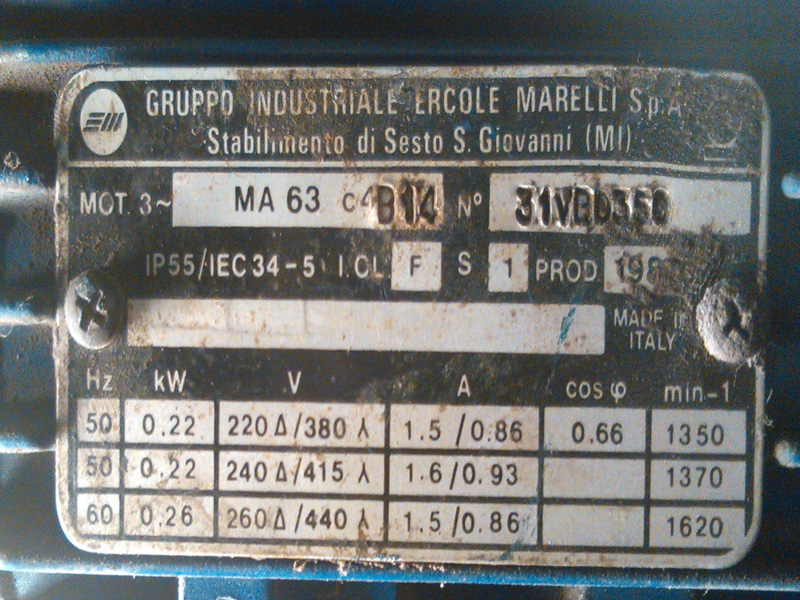 GRUPPO INDUSTRIALE ERCOLE MARELLI S.p.A.
Stabilimento di Sesto S. Giovanni (MI)
MOT. 3~ MA 63 C4 B14 N°
IP55/IEC 34-5 I.CL F S 1 PROD.
MADE IN
ITALY
Hz kW V A cos φ min-1
50 0.22 220 Δ/380 Y 1.5/0.86 0.66 1350
50 0.22 240 Δ/415 Y 1.6/0.93 1370
60 0.26 260 Δ/440 Y 1.5/0.86 1620